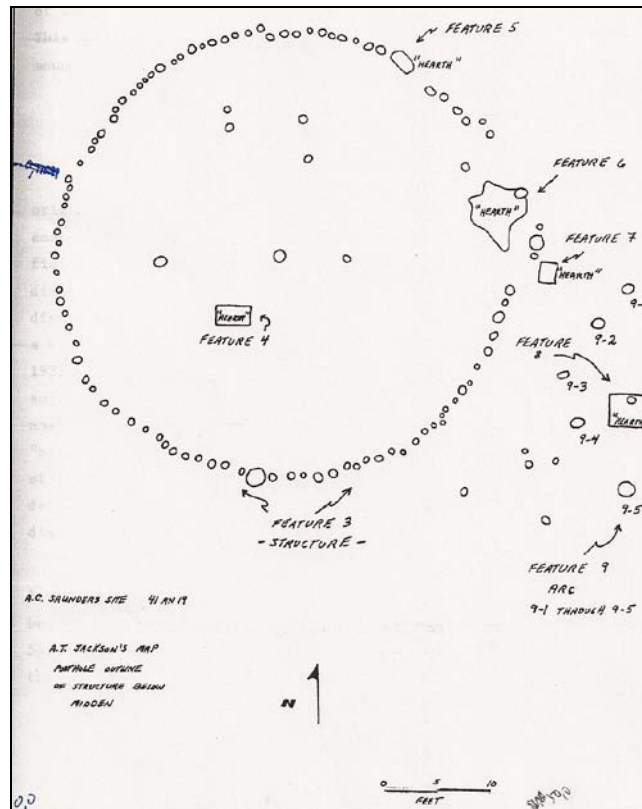 FEATURE 5
"HEARTH"
FEATURE 6
"HEARTH"
FEATURE 7
"HEARTH"
9-
9-2
"HEARTH"
FEATURE 4
FEATURE
8
9-3
"HEARTH
9-4
9-5
FEATURE 3
- STRUCTURE -
FEATURE 9
ARC
9-1 THROUGH 9-5
A.C. SAUNDERS SITE 41 AN 19
A.T. JACKSON'S MAP
POSTHOLE OUTLINE
OF STRUCTURE BELOW
MIDDEN
N
0 5 10
FEET